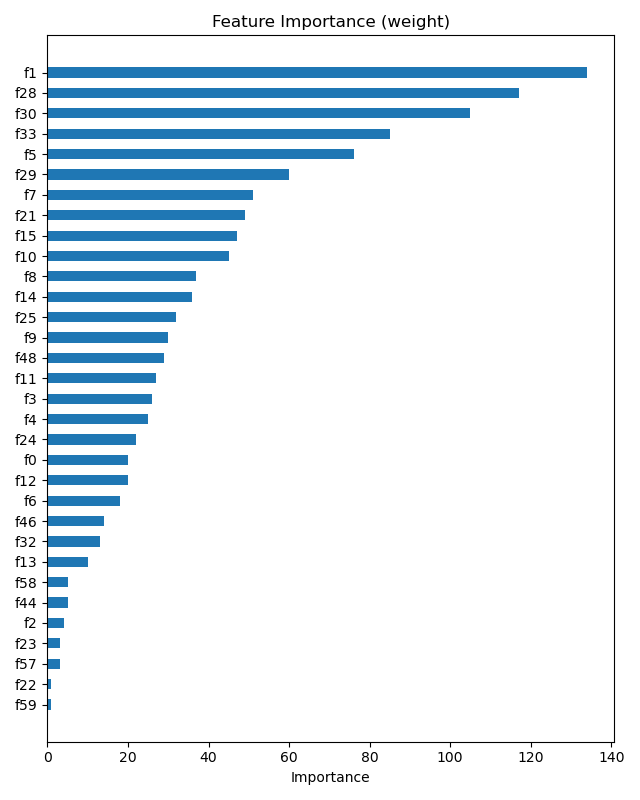 Feature Importance (weight)
f1
f28
f30
f33
f5
f29
f7
f21
f15
f10
f8
f14
f25
f9
f48
f11
f3
f4
f24
f0
f12
f6
f46
f32
f13
f58
f44
f2
f23
f57
f22
f59
0 20 40 60 80 100 120 140
Importance